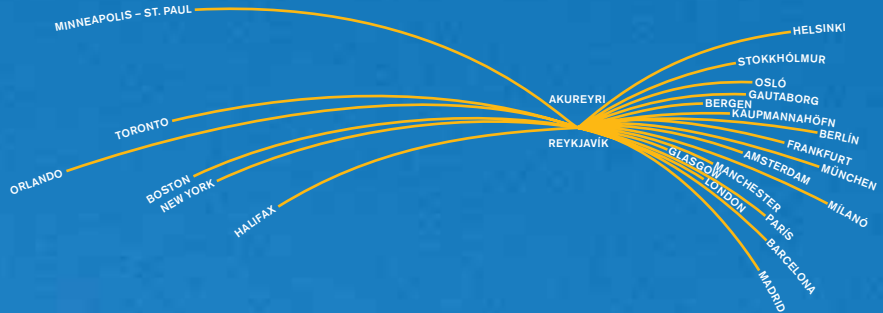 MINNEAPOLIS – ST. PAUL
TORONTO
ORLANDO
BOSTON
NEW YORK
HALIFAX
AKUREYRI
REYKJAVÍK
HELSINKI
STOKKHÓLMUR
OSLÓ
GAUTABORG
BERGEN
KAUPMANNAHÖFN
BERLÍN
FRANKFURT
MÜNCHEN
AMSTERDAM
MÍLANÓ
GLASGOW
MANCHESTER
LONDON
PARÍS
BARCELONA
MADRID